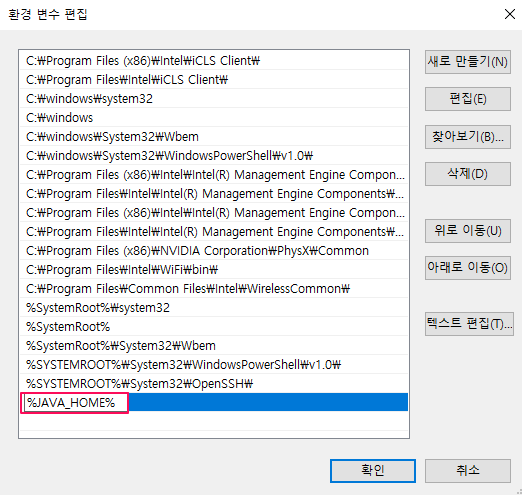 환경 변수 편집
C:₩Program Files (x86)₩Intel₩iCLS Client₩
C:₩Program Files₩Intel₩iCLS Client₩
C:₩windows₩system32
C:₩windows
C:₩windows₩System32₩Wbem
C:₩windows₩System32₩WindowsPowerShell₩v1.0₩
C:₩Program Files (x86)₩Intel₩Intel(R) Management Engine Compon...
C:₩Program Files₩Intel₩Intel(R) Management Engine Components₩...
C:₩Program Files (x86)₩Intel₩Intel(R) Management Engine Compon...
C:₩Program Files₩Intel₩Intel(R) Management Engine Components₩...
C:₩Program Files (x86)₩NVIDIA Corporation₩PhysX₩Common
C:₩Program Files₩Intel₩WiFi₩bin₩
C:₩Program Files₩Common Files₩Intel₩WirelessCommon₩
%SystemRoot%₩system32
%SystemRoot%
%SystemRoot%₩System32₩Wbem
%SYSTEMROOT%₩System32₩WindowsPowerShell₩v1.0₩
%SYSTEMROOT%₩System32₩OpenSSH₩
%JAVA_HOME%
새로 만들기(N)
편집(E)
찾아보기(B)...
삭제(D)
위로 이동(U)
아래로 이동(O)
텍스트 편집(T)...
확인
취소